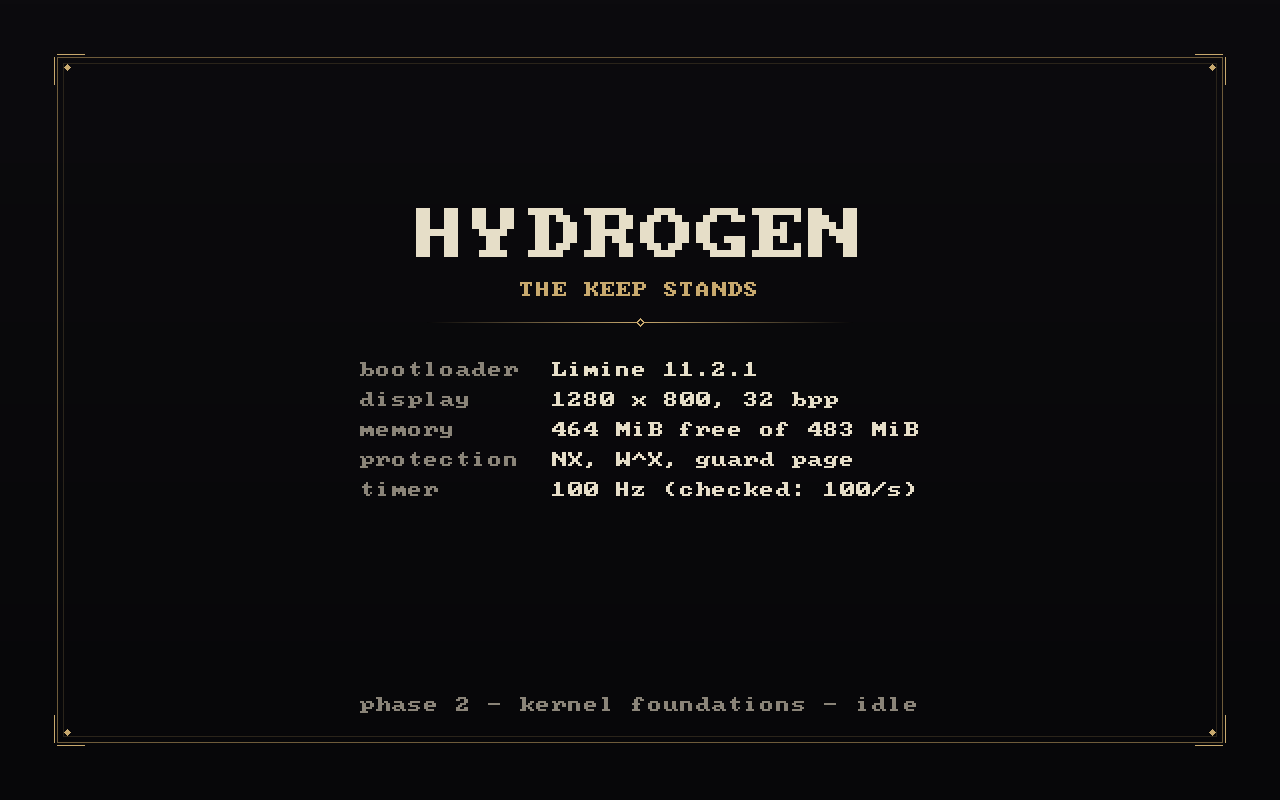 HYDROGEN
THE KEEP STANDS
bootloader Limine 11.2.1
display 1280 x 800, 32 bpp
memory 464 MiB free of 483 MiB
protection NX, W^X, guard page
timer 100 Hz (checked: 100/s)
phase 2 - kernel foundations - idle